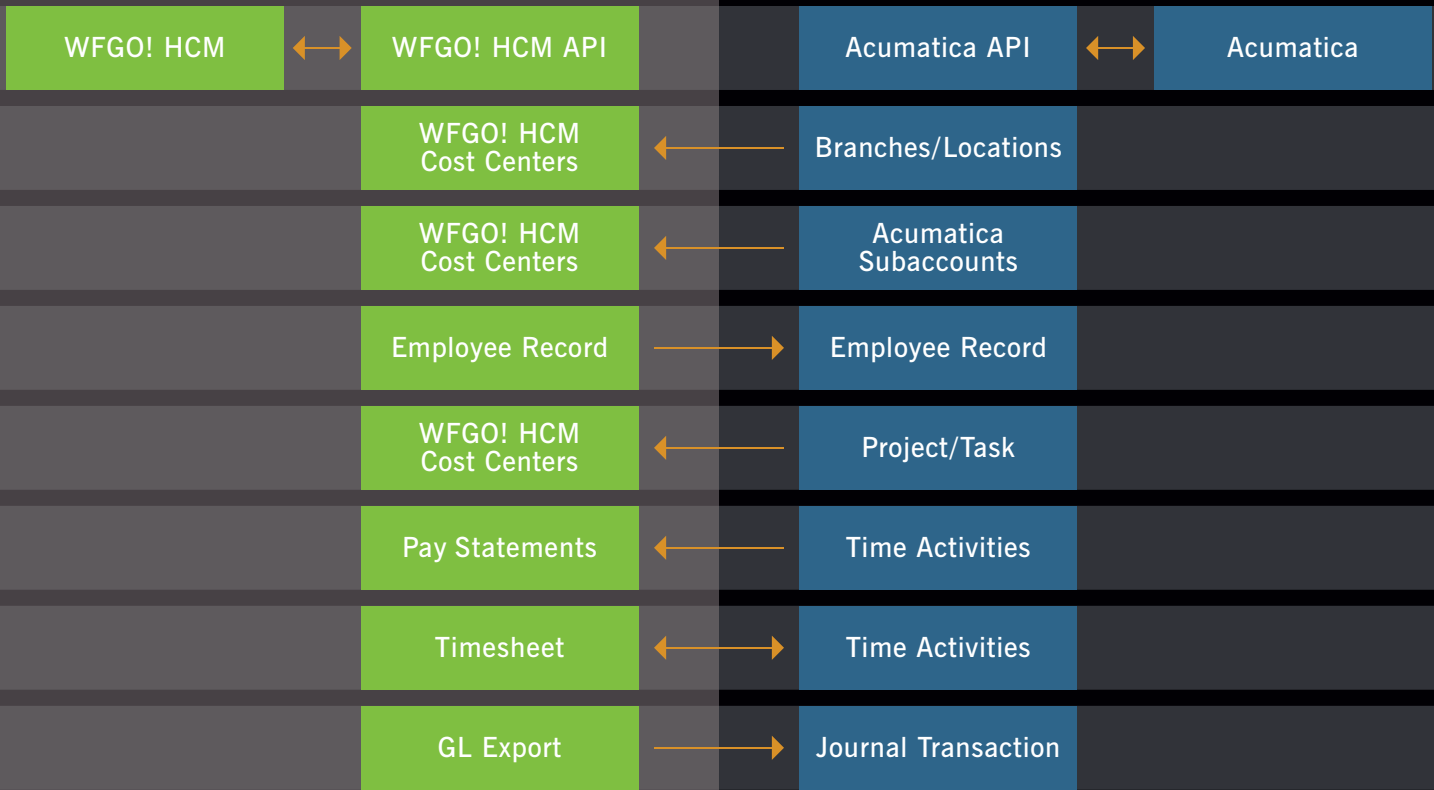 WFGO! HCM
WFGO! HCM API
Acumatica API
Acumatica
WFGO! HCM
Cost Centers
Branches/Locations
WFGO! HCM
Cost Centers
Acumatica
Subaccounts
Employee Record
Employee Record
WFGO! HCM
Cost Centers
Project/Task
Pay Statements
Time Activities
Timesheet
Time Activities
GL Export
Journal Transaction